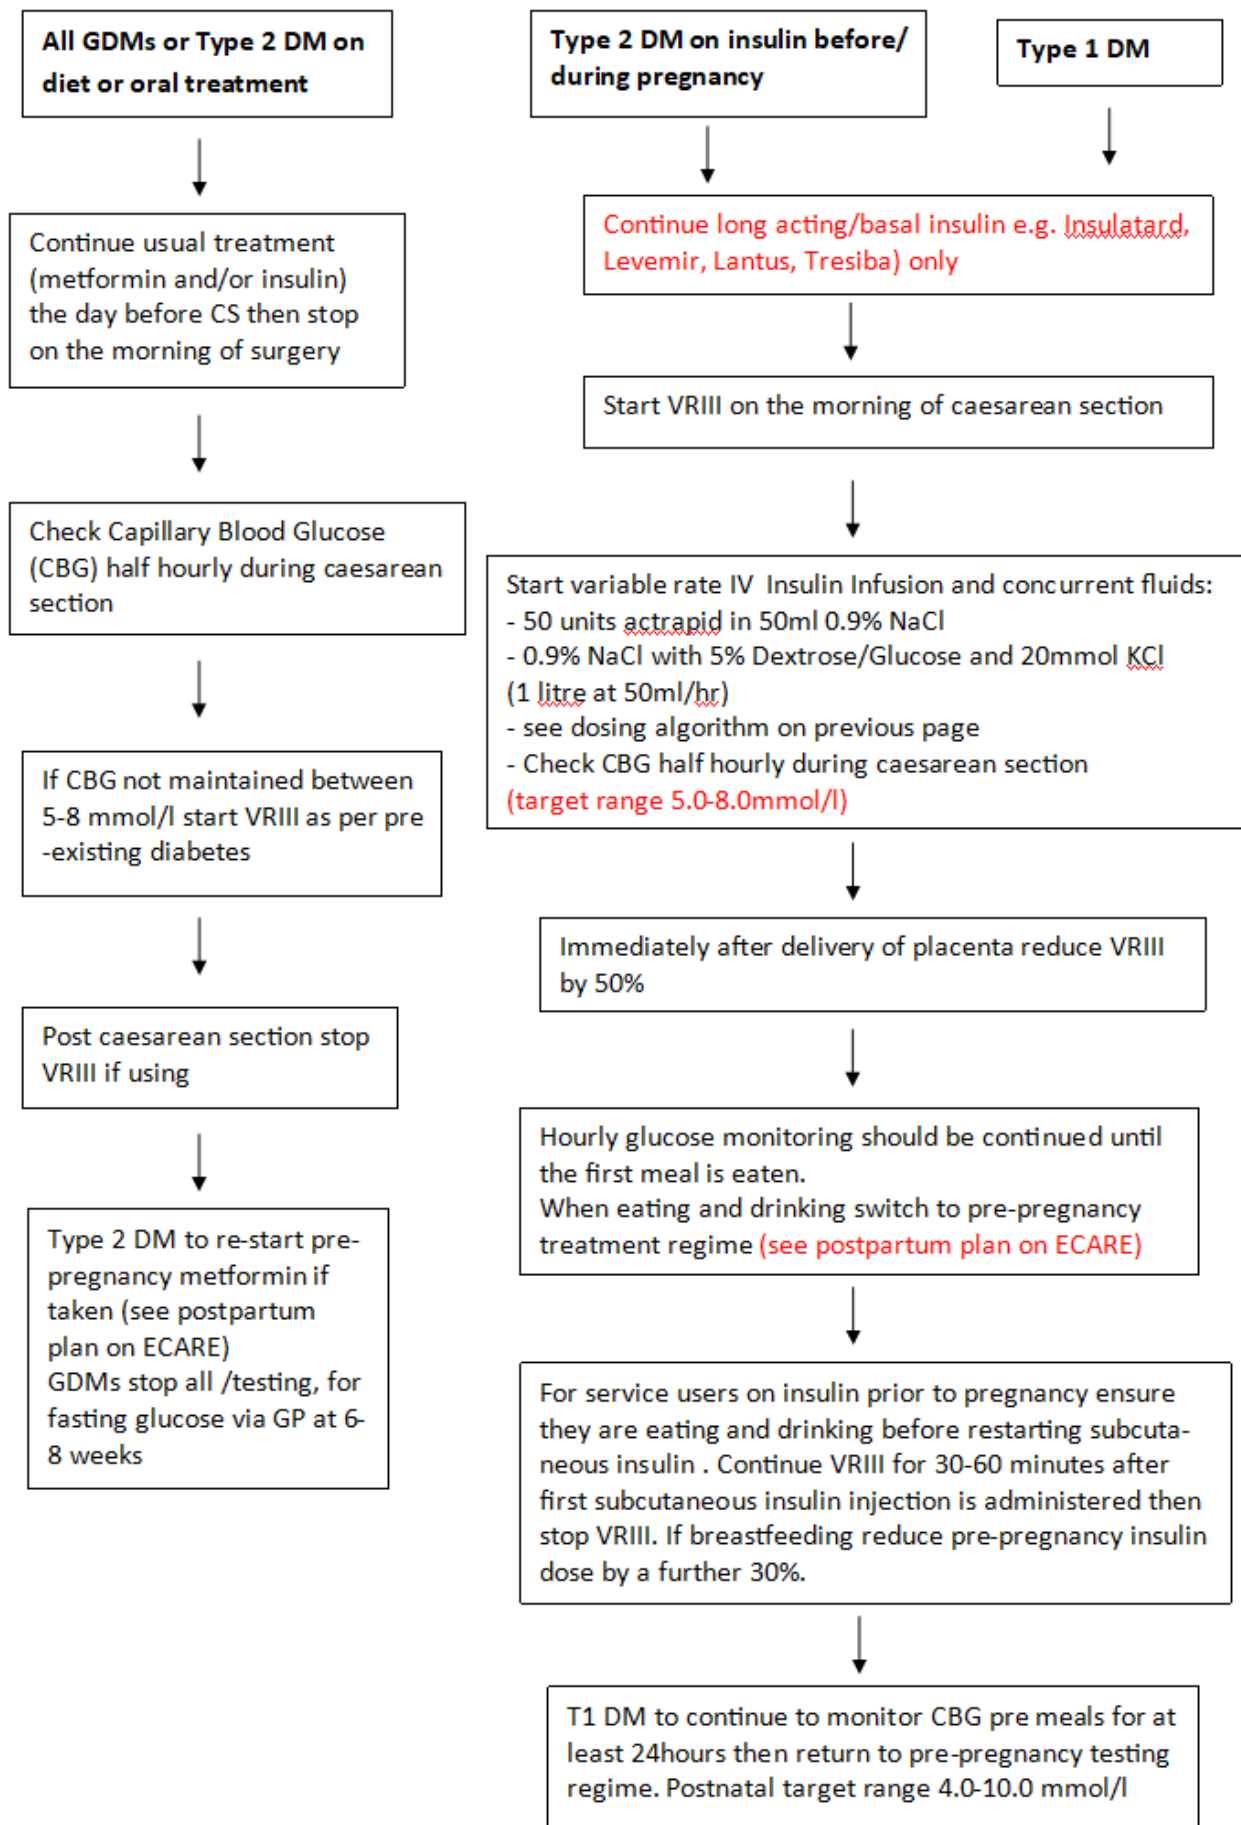 All GDMs or Type 2 DM on
diet or oral treatment
Continue usual treatment
(metformin and/or insulin)
the day before CS then stop
on the morning of surgery
Check Capillary Blood Glucose
(CBG) half hourly during caesarean
section
If CBG not maintained between
5-8 mmol/l start VRIII as per pre
-existing diabetes
Post caesarean section stop
VRIII if using
Type 2 DM to re-start pre-
pregnancy metformin if
taken (see postpartum
plan on ECARE)
GDMs stop all /testing, for
fasting glucose via GP at 6-
8 weeks
Type 2 DM on insulin before/
during pregnancy
Type 1 DM
Continue long acting/basal insulin e.g. Insulatard,
Levemir, Lantus, Tresiba) only
Start VRIII on the morning of caesarean section
Start variable rate IV  Insulin Infusion and concurrent fluids:
- 50 units actrapid in 50ml 0.9% NaCl
- 0.9% NaCl with 5% Dextrose/Glucose and 20mmol KCl
(1 litre at 50ml/hr)
- see dosing algorithm on previous page
- Check CBG half hourly during caesarean section
(target range 5.0-8.0mmol/l)
Immediately after delivery of placenta reduce VRIII
by 50%
Hourly glucose monitoring should be continued until
the first meal is eaten.
When eating and drinking switch to pre-pregnancy
treatment regime (see postpartum plan on ECARE)
For service users on insulin prior to pregnancy ensure
they are eating and drinking before restarting subcuta-
neous insulin . Continue VRIII for 30-60 minutes after
first subcutaneous insulin injection is administered then
stop VRIII. If breastfeeding reduce pre-pregnancy insulin
dose by a further 30%.
T1 DM to continue to monitor CBG pre meals for at
least 24hours then return to pre-pregnancy testing
regime. Postnatal target range 4.0-10.0 mmol/l